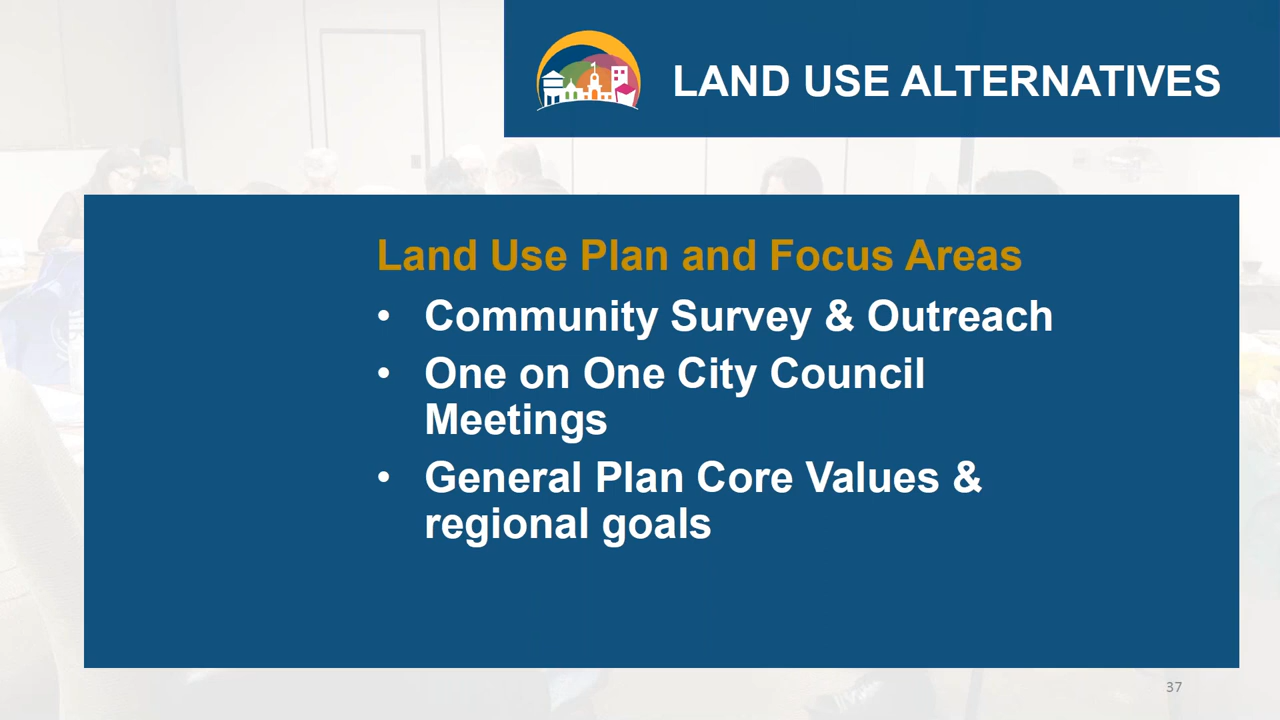 LAND USE ALTERNATIVES
Land Use Plan and Focus Areas
• Community Survey & Outreach
• One on One City Council
Meetings
• General Plan Core Values &
regional goals
37